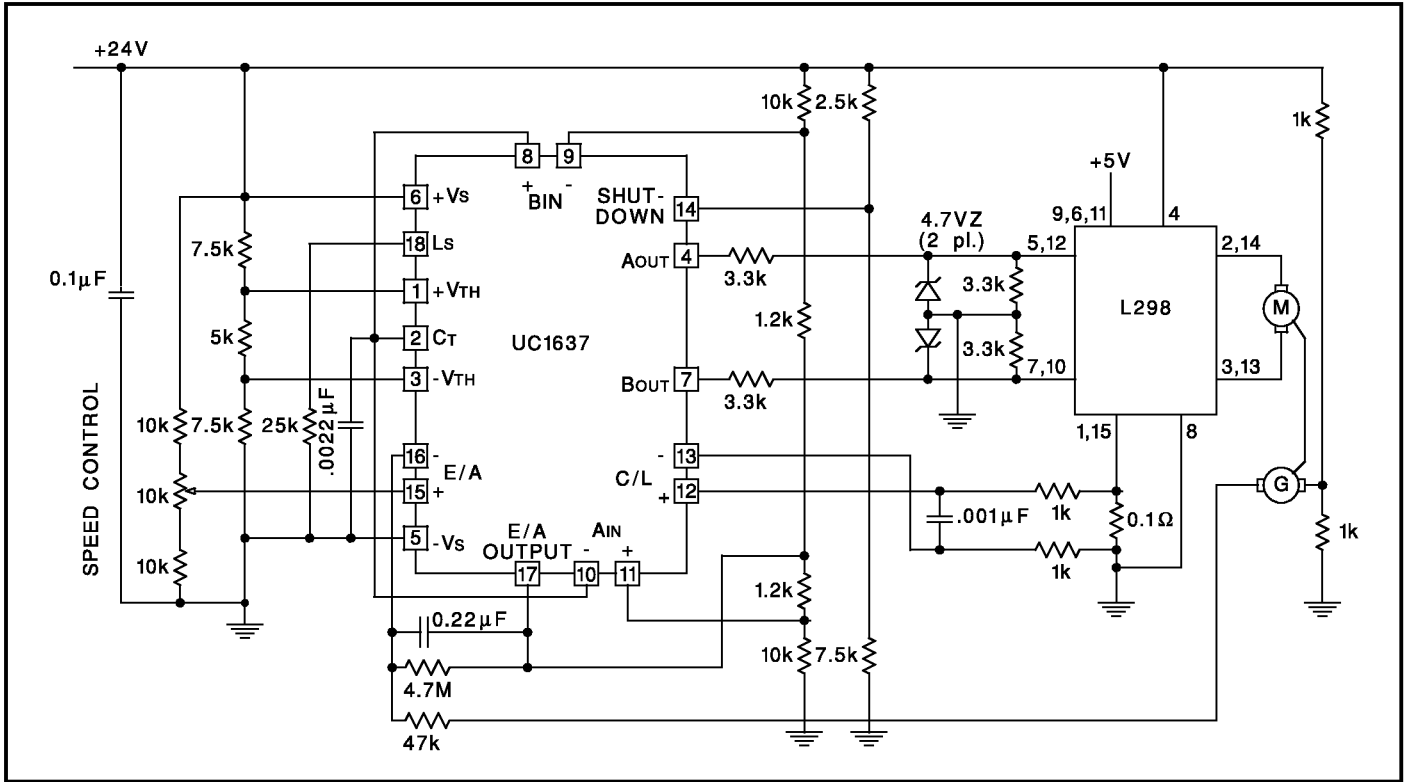 +24V
10k
2.5k
1k
8
9
+ -
BIN
+5V
6
+VS
SHUT-
DOWN
14
9,6,11
4
4.7VZ
(2 pl.)
5,12
2,14
7.5k
18
LS
AOUT
4
3.3k
0.1μF
1
+VTH
3.3k
L298
M
5k
2
CT
UC1637
1.2k
3.3k
3
-VTH
BOUT
7
3.3k
7,10
3,13
SPEED CONTROL
10k
7.5k
25k
.0022μF
1,15
8
16
-
E/A
-
13
C/L
10k
15
+
+
12
G
.001μF
1k
0.1Ω
1k
5
-VS
E/A
OUTPUT
AIN
- +
1k
10k
17
10
11
1.2k
0.22μF
10k
7.5k
4.7M
47k